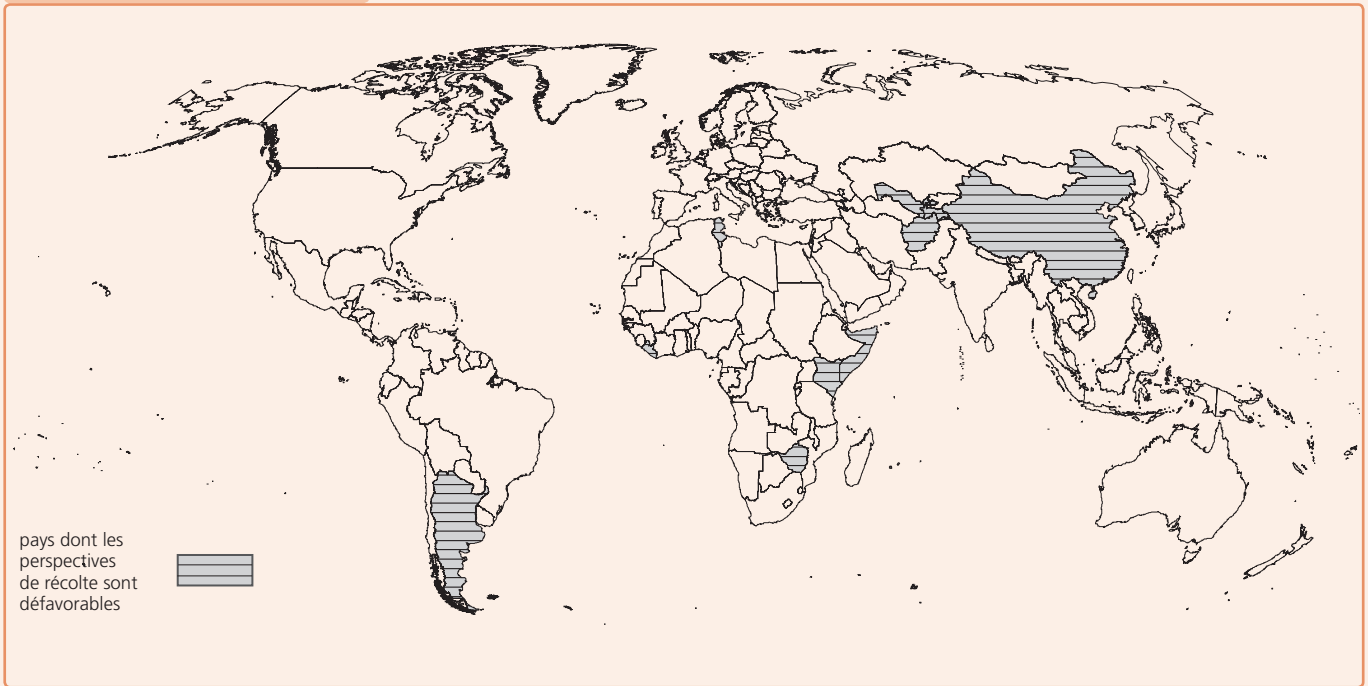 pays dont les
perspectives
de récolte sont
défavorables